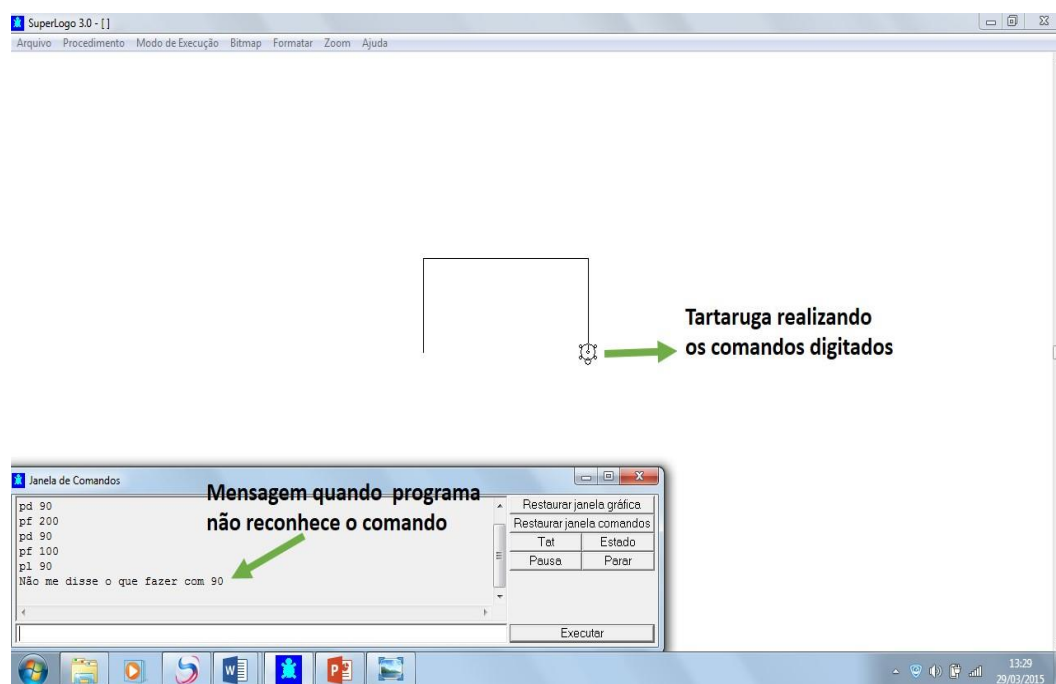 SuperLogo 3.0 - [ ]
Arquivo Procedimento Modo de Execução Bitmap Formatar Zoom Ajuda
Tartaruga realizando
os comandos digitados
Janela de Comandos
Mensagem quando programa
não reconhece o comando
pd 90
pf 200
pd 90
pf 100
pl 90
Não me disse o que fazer com 90
Restaurar janela gráfica
Restaurar janela comandos
Tat Estado
Pausa Parar
Executar
13:29
29/03/2015